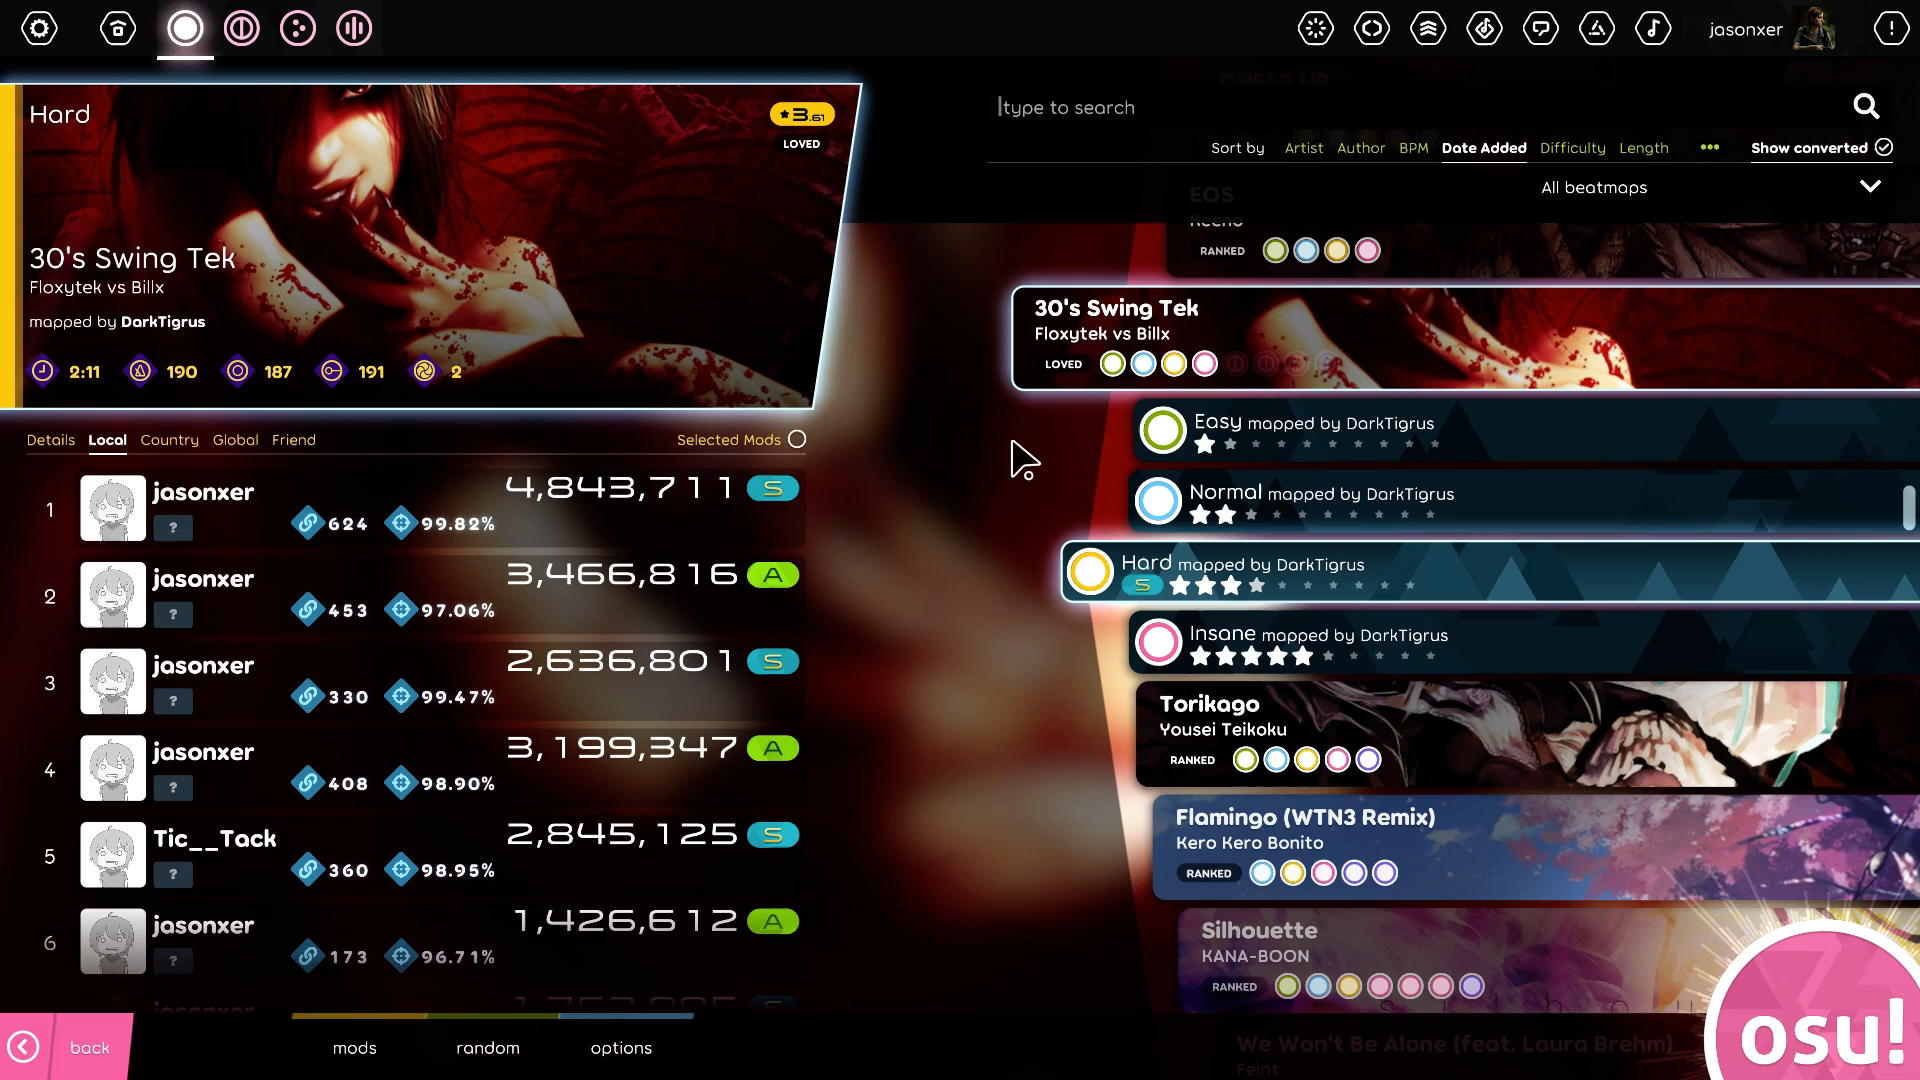 jasonxer
!
Hard
3.61
LOVED
30's Swing Tek
Floxytek vs Billx
mapped by DarkTigrus
2:11 190 187 191 2
Details Local Country Global Friend Selected Mods
1 jasonxer ? 624 99.82% 4,843,711 S
2 jasonxer ? 453 97.06% 3,466,816 A
3 jasonxer ? 330 99.47% 2,636,801 S
4 jasonxer ? 408 98.90% 3,199,347 A
5 Tic__Tack ? 360 98.95% 2,845,125 S
6 jasonxer ? 173 96.71% 1,426,612 A
jasonxer
back mods random options
CHEER UP
type to search
Sort by Artist Author BPM Date Added Difficulty Length ••• Show converted
All beatmaps
EOS
Keeno
RANKED
30's Swing Tek
Floxytek vs Billx
LOVED
Easy mapped by DarkTigrus
Normal mapped by DarkTigrus
Hard mapped by DarkTigrus
S
Insane mapped by DarkTigrus
Torikago
Yousei Teikoku
RANKED
Flamingo (WTN3 Remix)
Kero Kero Bonito
RANKED
Silhouette
KANA-BOON
RANKED
We Won't Be Alone (feat. Laura Brehm)
Feint
osu!